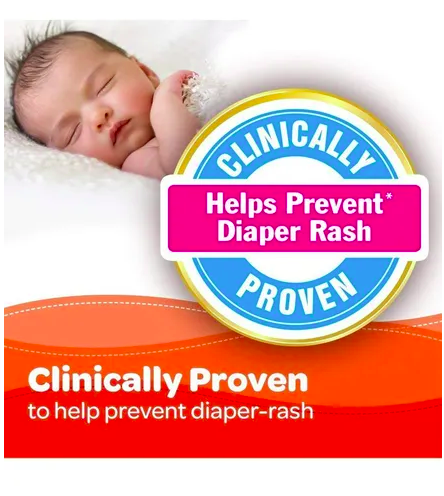 CLINICALLY
Helps Prevent*
Diaper Rash
PROVEN
Clinically Proven
to help prevent diaper-rash